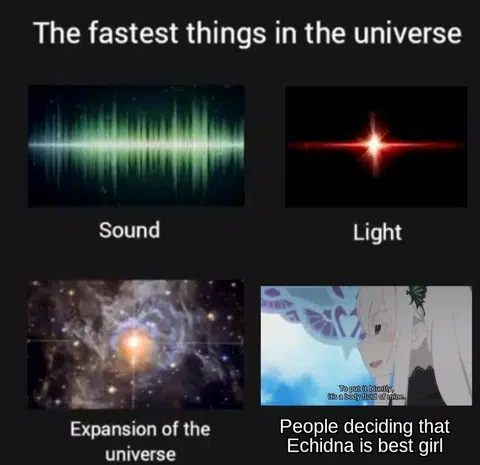 The fastest things in the universe
Sound
Light
To put it bluntly,
it's a body fluid of mine.
Expansion of the
universe
People deciding that
Echidna is best girl